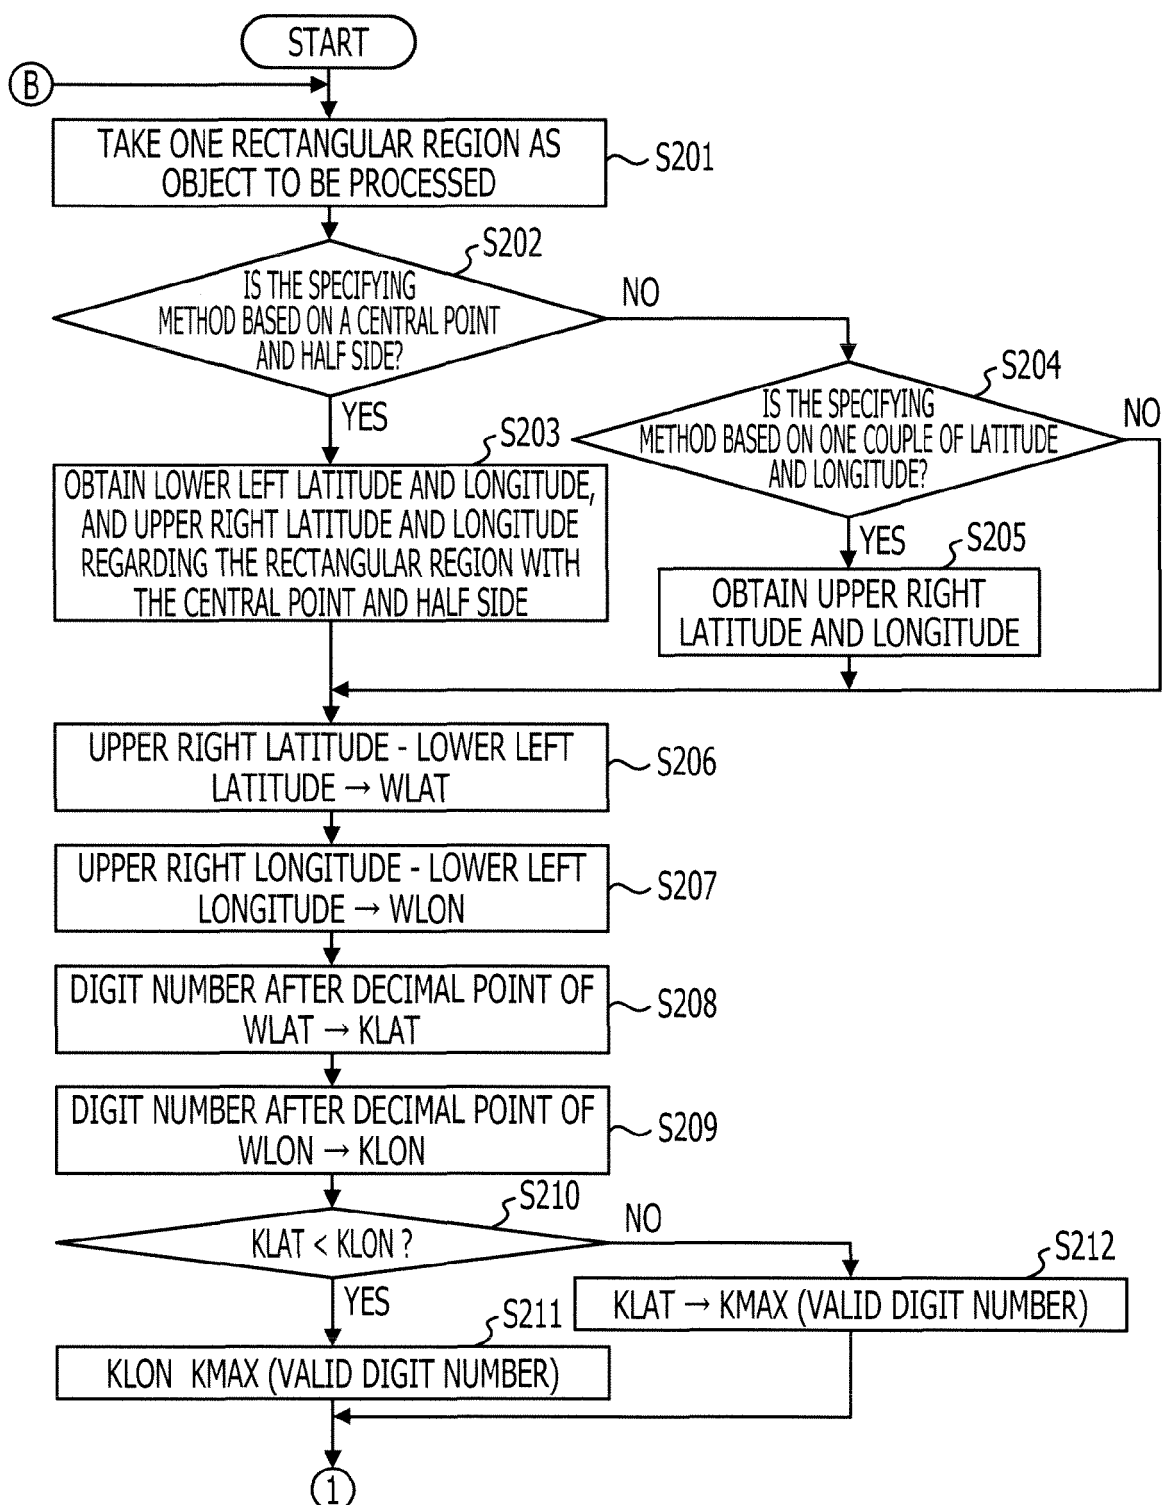 START
B
TAKE ONE RECTANGULAR REGION AS
OBJECT TO BE PROCESSED
S201
S202
IS THE SPECIFYING
METHOD BASED ON A CENTRAL POINT
AND HALF SIDE?
NO
YES
S204
IS THE SPECIFYING
METHOD BASED ON ONE COUPLE OF LATITUDE
AND LONGITUDE?
NO
YES
S203
OBTAIN LOWER LEFT LATITUDE AND LONGITUDE,
AND UPPER RIGHT LATITUDE AND LONGITUDE
REGARDING THE RECTANGULAR REGION WITH
THE CENTRAL POINT AND HALF SIDE
S205
OBTAIN UPPER RIGHT
LATITUDE AND LONGITUDE
UPPER RIGHT LATITUDE - LOWER LEFT
LATITUDE → WLAT
S206
UPPER RIGHT LONGITUDE - LOWER LEFT
LONGITUDE → WLON
S207
DIGIT NUMBER AFTER DECIMAL POINT OF
WLAT → KLAT
S208
DIGIT NUMBER AFTER DECIMAL POINT OF
WLON → KLON
S209
S210
KLAT < KLON ?
NO
YES
S212
KLAT → KMAX (VALID DIGIT NUMBER)
S211
KLON KMAX (VALID DIGIT NUMBER)
1